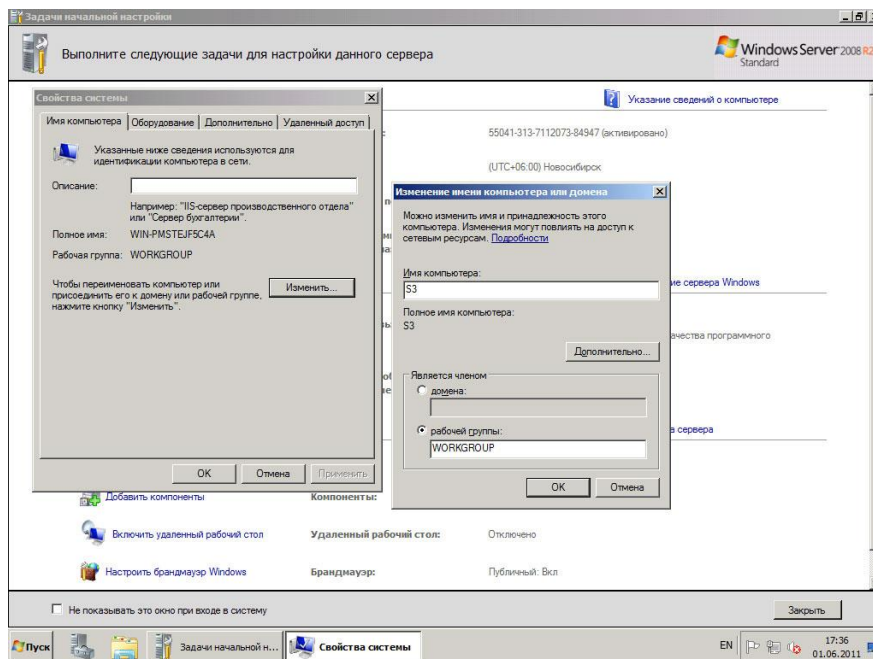 Задачи начальной настройки
Выполните следующие задачи для настройки данного сервера
Windows Server 2008 R2
Standard
Свойства системы
Имя компьютера
Оборудование
Дополнительно
Удаленный доступ
Указанные ниже сведения используются для
идентификации компьютера в сети.
Описание:
Например: "IIS-сервер производственного отдела"
или "Сервер бухгалтерии".
Полное имя: WIN-PMSTEJF5C4A
Рабочая группа: WORKGROUP
Чтобы переименовать компьютер или
присоединить его к домену или рабочей группе,
нажмите кнопку "Изменить".
Изменить...
OK
Отмена
Применить
Указание сведений о компьютере
55041-313-7112073-84947 (активировано)
(UTC+06:00) Новосибирск
Изменение имени компьютера или домена
Можно изменить имя и принадлежность этого
компьютера. Изменения могут повлиять на доступ к
сетевым ресурсам. Подробности
Имя компьютера:
S3
Полное имя компьютера:
S3
Дополнительно...
Является членом
домена:
рабочей группы:
WORKGROUP
OK
Отмена
ие сервера Windows
ачества программного
а сервера
Добавить компоненты
Компоненты:
Включить удаленный рабочий стол
Удаленный рабочий стол:
Отключено
Настроить брандмауэр Windows
Брандмауэр:
Публичный: Вкл
Не показывать это окно при входе в систему
Закрыть
Пуск
Задачи начальной н...
Свойства системы
EN
17:36
01.06.2011